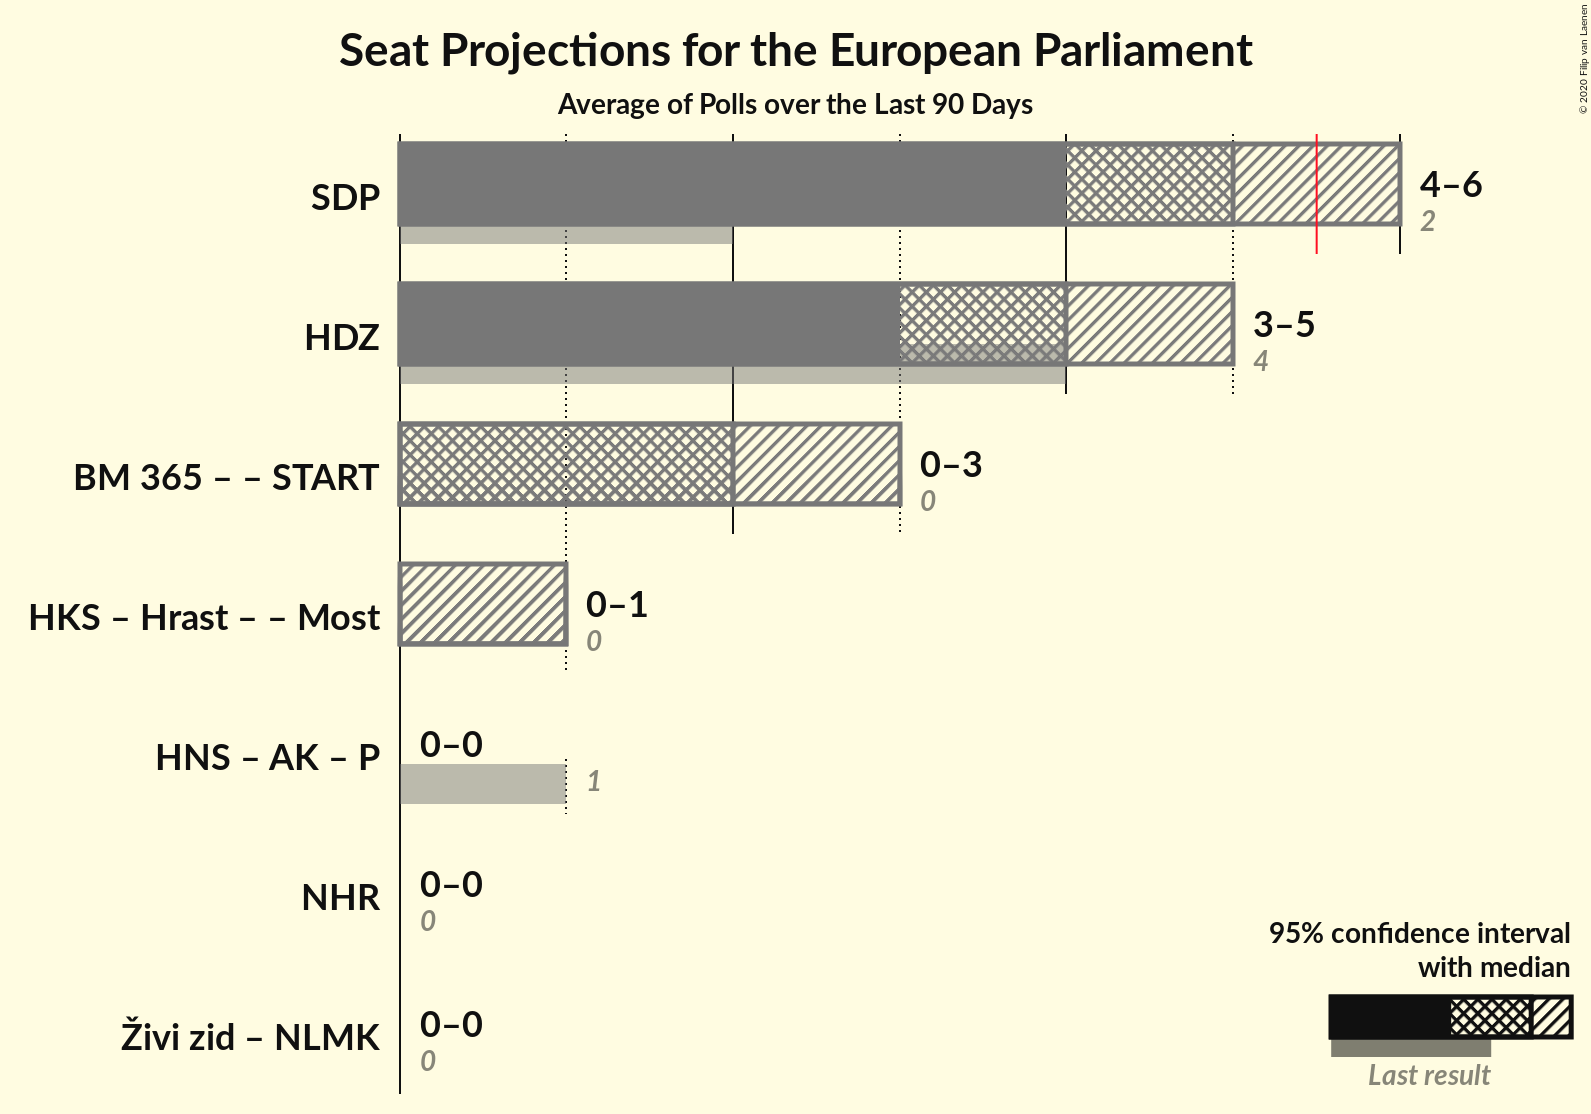 Seat Projections for the European Parliament
Average of Polls over the Last 90 Days
© 2020 Filip van Laenen
SDP
4–6
2
HDZ
3–5
4
BM 365 – – START
0–3
0
HKS – Hrast – – Most
0–1
0
HNS – AK – P
0–0
1
NHR
0–0
0
Živi zid – NLMK
0–0
0
95% confidence interval
with median
Last result